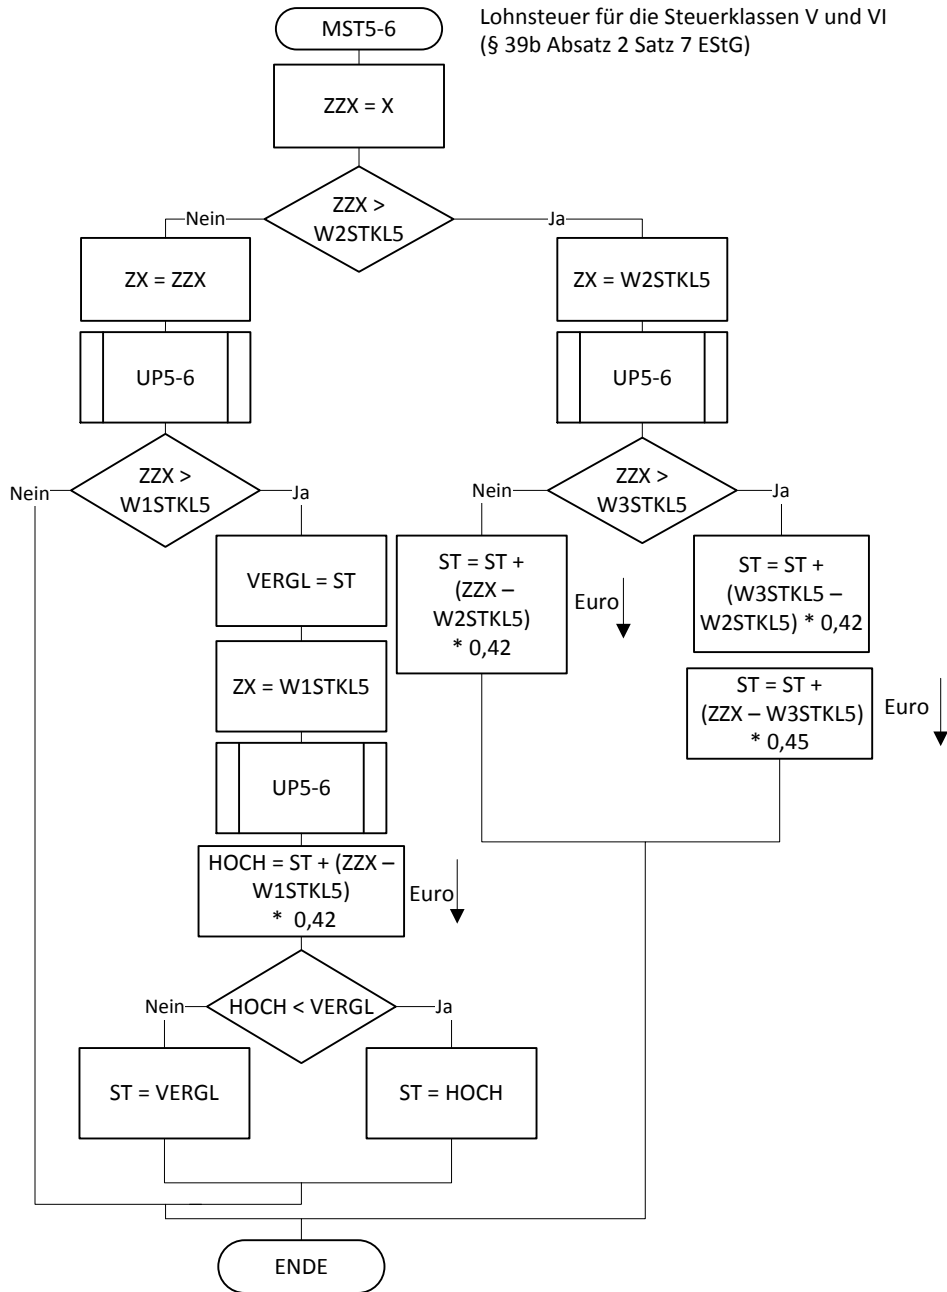 MST5-6
Lohnsteuer für die Steuerklassen V und VI
(§ 39b Absatz 2 Satz 7 EStG)
ZZX = X
ZZX >
W2STKL5
Nein
Ja
ZX = ZZX
ZX = W2STKL5
UP5-6
UP5-6
ZZX >
W1STKL5
Nein
Ja
ZZX >
W3STKL5
Nein
Ja
VERGL = ST
ST = ST +
(ZZX –
W2STKL5)
* 0,42
Euro
ST = ST +
(W3STKL5 –
W2STKL5) * 0,42
ZX = W1STKL5
ST = ST +
(ZZX – W3STKL5)
* 0,45
Euro
UP5-6
HOCH = ST + (ZZX –
W1STKL5)
* 0,42
Euro
HOCH < VERGL
Nein
Ja
ST = VERGL
ST = HOCH
ENDE